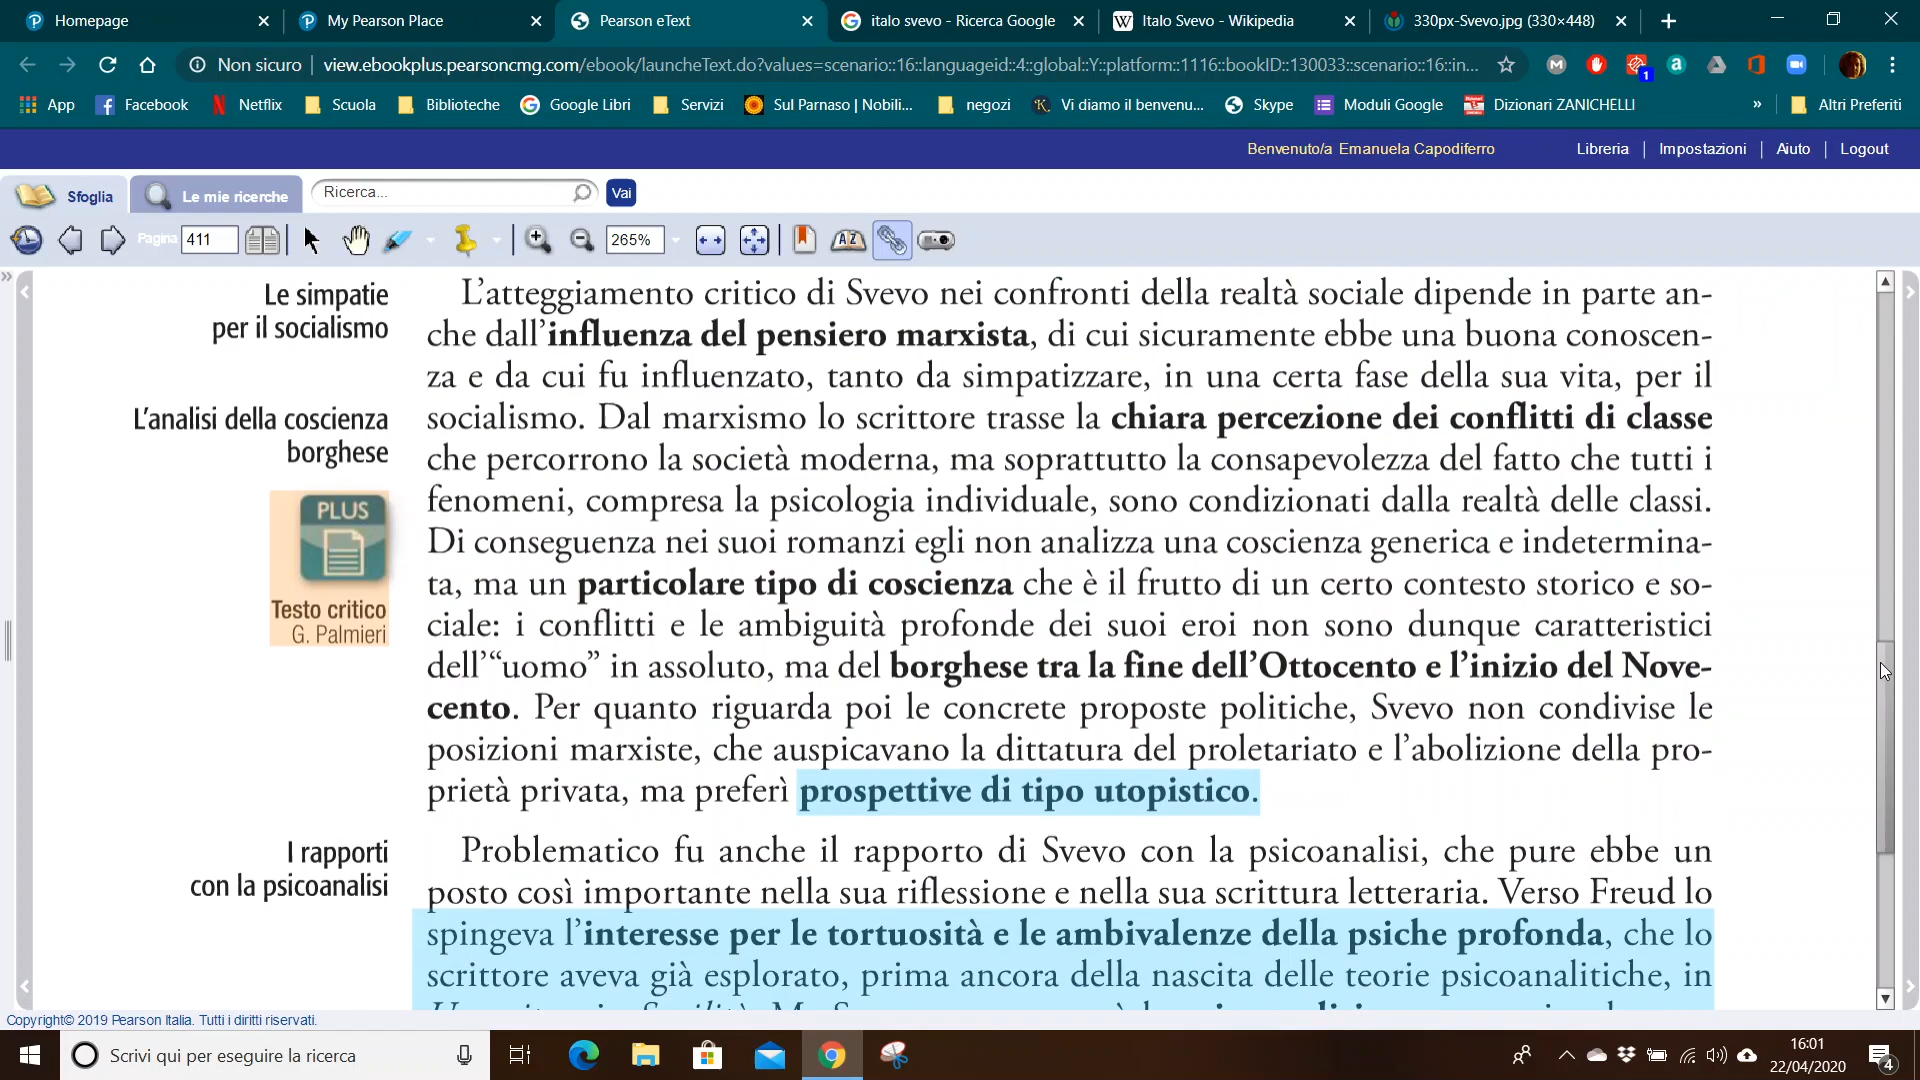 Homepage
My Pearson Place
Pearson eText
italo svevo - Ricerca Google
Italo Svevo - Wikipedia
330px-Svevo.jpg (330×448)
Non sicuro
view.ebookplus.pearsoncmg.com/ebook/launcheText.do?values=scenario::16::languageid::4::global::Y::platform::1116::bookID::130033::scenario::16::in...
App
Facebook
Netflix
Scuola
Biblioteche
Google Libri
Servizi
Sul Parnaso | Nobili...
negozi
Vi diamo il benvenu...
Skype
Moduli Google
Dizionari ZANICHELLI
»
Altri Preferiti
Benvenuto/a Emanuela Capodiferro
Libreria | Impostazioni | Aiuto | Logout
Sfoglia
Le mie ricerche
Ricerca...
Vai
Pagina 411
265%
Le simpatie
per il socialismo
L'analisi della coscienza
borghese
PLUS
Testo critico
G. Palmieri
L'atteggiamento critico di Svevo nei confronti della realtà sociale dipende in parte an-
che dall'influenza del pensiero marxista, di cui sicuramente ebbe una buona conoscen-
za e da cui fu influenzato, tanto da simpatizzare, in una certa fase della sua vita, per il
socialismo. Dal marxismo lo scrittore trasse la chiara percezione dei conflitti di classe
che percorrono la società moderna, ma soprattutto la consapevolezza del fatto che tutti i
fenomeni, compresa la psicologia individuale, sono condizionati dalla realtà delle classi.
Di conseguenza nei suoi romanzi egli non analizza una coscienza generica e indetermina-
ta, ma un particolare tipo di coscienza che è il frutto di un certo contesto storico e so-
ciale: i conflitti e le ambiguità profonde dei suoi eroi non sono dunque caratteristici
dell'"uomo" in assoluto, ma del borghese tra la fine dell'Ottocento e l'inizio del Nove-
cento. Per quanto riguarda poi le concrete proposte politiche, Svevo non condivise le
posizioni marxiste, che auspicavano la dittatura del proletariato e l'abolizione della pro-
prietà privata, ma preferì prospettive di tipo utopistico.
I rapporti
con la psicoanalisi
Problematico fu anche il rapporto di Svevo con la psicoanalisi, che pure ebbe un
posto così importante nella sua riflessione e nella sua scrittura letteraria. Verso Freud lo
spingeva l'interesse per le tortuosità e le ambivalenze della psiche profonda, che lo
scrittore aveva già esplorato, prima ancora della nascita delle teorie psicoanalitiche, in
Copyright© 2019 Pearson Italia. Tutti i diritti riservati.
Scrivi qui per eseguire la ricerca
16:01
22/04/2020
4